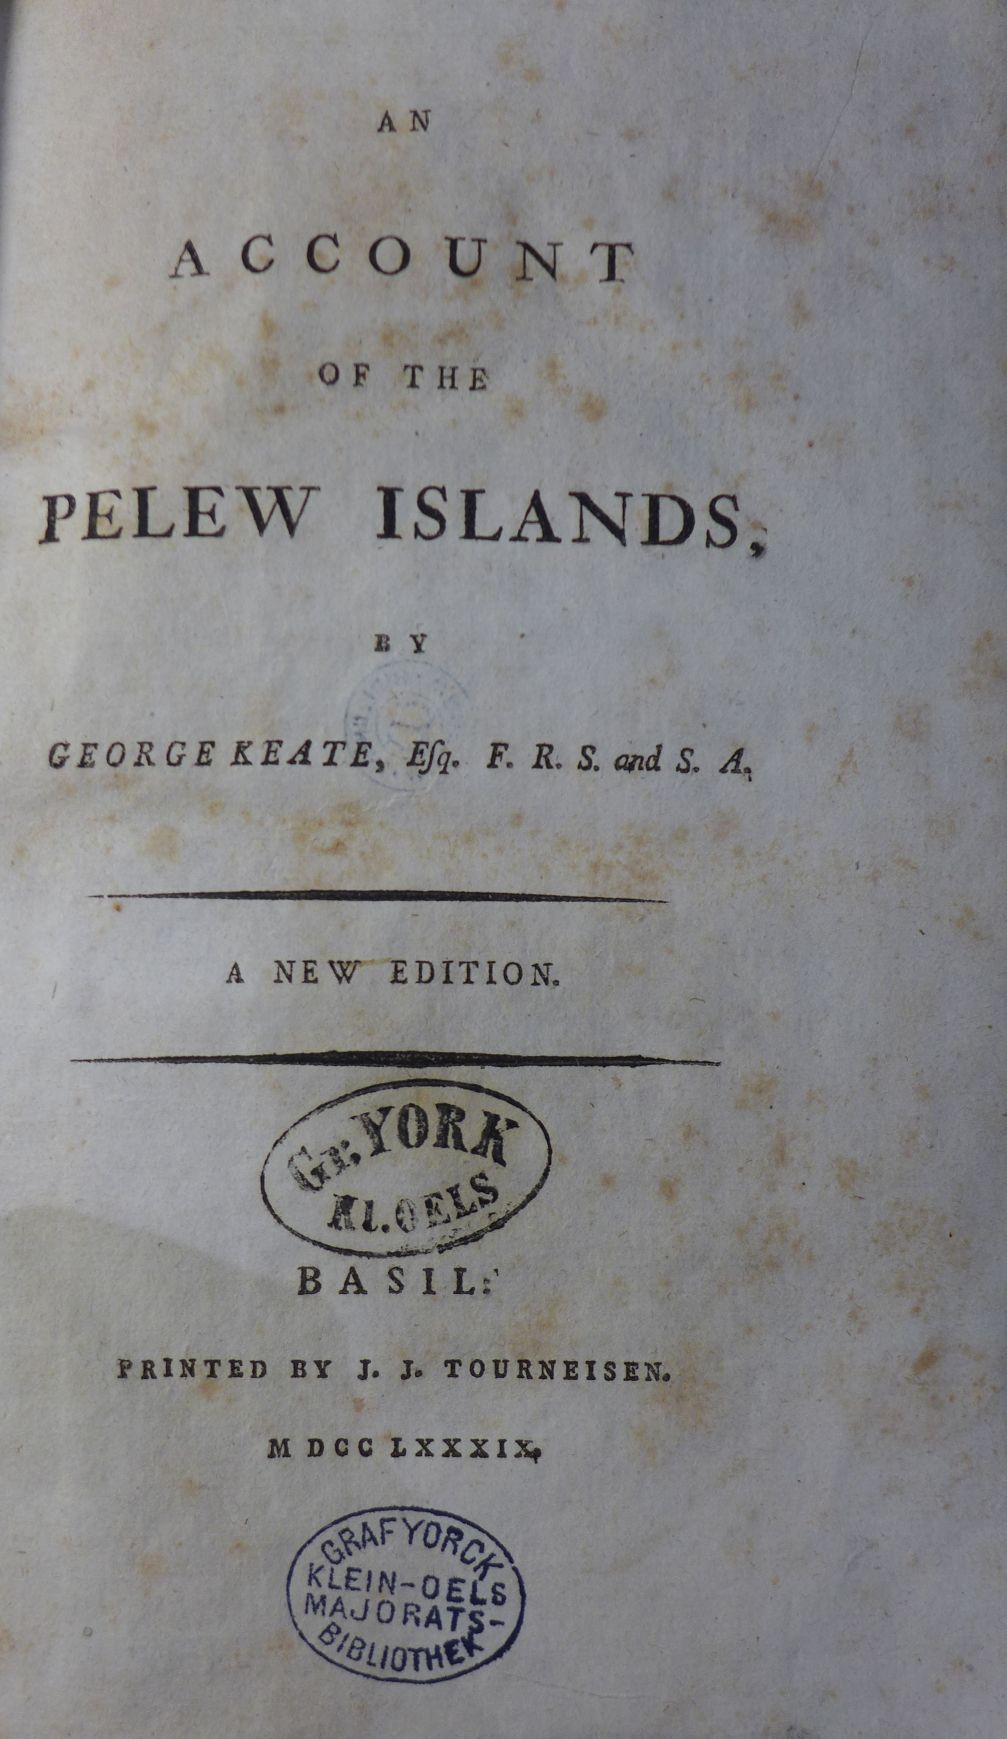 AN
ACCOUNT
OF THE
PELEW ISLANDS,
BY
GEORGE KEATE, Eſq. F. R. S. and S. A.
A NEW EDITION.
Gr. YORK
Kl. OELS
BASIL:
PRINTED BY J. J. TOURNEISEN.
MDCCLXXXIX.
GRAF YORCK
KLEIN-OELS
MAJORATS-
BIBLIOTHEK